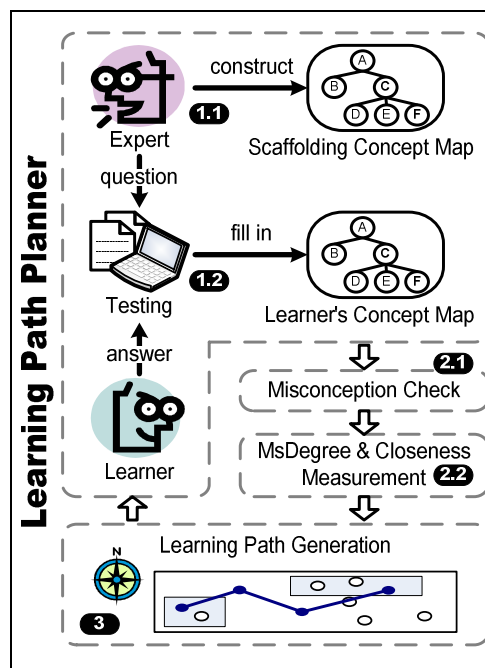 Learning Path Planner
construct
1.1
Expert
A
B
C
D
E
F
Scaffolding Concept Map
question
fill in
1.2
Testing
A
B
C
D
E
F
Learner's Concept Map
answer
Learner
2.1
Misconception Check
MsDegree & Closeness
Measurement
2.2
Learning Path Generation
N
3